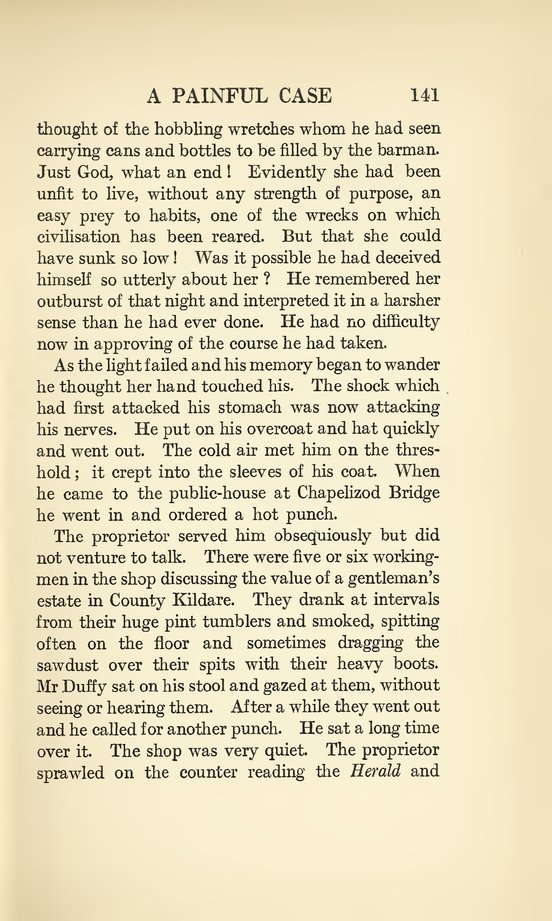 A PAINFUL CASE 141
thought of the hobbling wretches whom he had seen
carrying cans and bottles to be filled by the barman.
Just God, what an end! Evidently she had been
unfit to live, without any strength of purpose, an
easy prey to habits, one of the wrecks on which
civilisation has been reared. But that she could
have sunk so low! Was it possible he had deceived
himself so utterly about her? He remembered her
outburst of that night and interpreted it in a harsher
sense than he had ever done. He had no difficulty
now in approving of the course he had taken.
As the light failed and his memory began to wander
he thought her hand touched his. The shock which
had first attacked his stomach was now attacking
his nerves. He put on his overcoat and hat quickly
and went out. The cold air met him on the thres-
hold; it crept into the sleeves of his coat. When
he came to the public-house at Chapelizod Bridge
he went in and ordered a hot punch.
The proprietor served him obsequiously but did
not venture to talk. There were five or six working-
men in the shop discussing the value of a gentleman's
estate in County Kildare. They drank at intervals
from their huge pint tumblers and smoked, spitting
often on the floor and sometimes dragging the
sawdust over their spits with their heavy boots.
Mr Duffy sat on his stool and gazed at them, without
seeing or hearing them. After a while they went out
and he called for another punch. He sat a long time
over it. The shop was very quiet. The proprietor
sprawled on the counter reading the Herald and